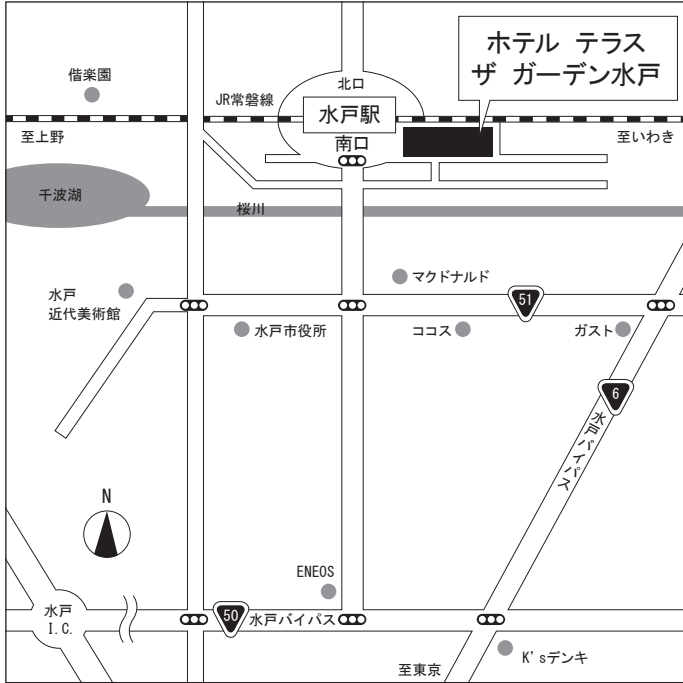 ホテル テラス
ザ ガーデン水戸
偕楽園
北口
JR常磐線
水戸駅
至上野
南口
至いわき
千波湖
桜川
マクドナルド
水戸
近代美術館
51
水戸市役所
ココス
ガスト
6
水戸バイパス
N
ENEOS
水戸
I.C.
50
水戸バイパス
至東京
K'sデンキ